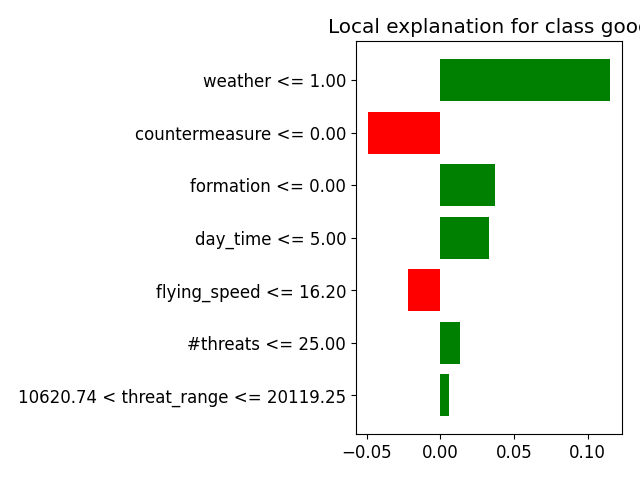 Local explanation for class goo
weather <= 1.00
countermeasure <= 0.00
formation <= 0.00
day_time <= 5.00
flying_speed <= 16.20
#threats <= 25.00
10620.74 < threat_range <= 20119.25
−0.05 0.00 0.05 0.10